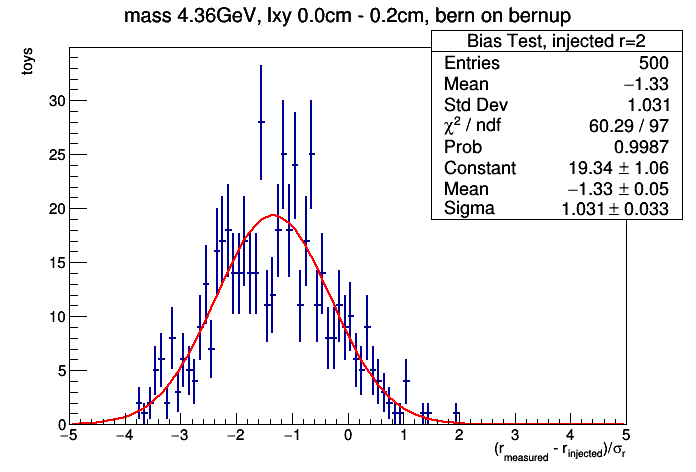 mass 4.36GeV, lxy 0.0cm - 0.2cm, bern on bernup
Bias Test, injected r=2
Entries 500
Mean −1.33
Std Dev 1.031
χ² / ndf 60.29 / 97
Prob 0.9987
Constant 19.34 ± 1.06
Mean −1.33 ± 0.05
Sigma 1.031 ± 0.033
toys
30
25
20
15
10
5
0
−5 −4 −3 −2 −1 0 1 2 3 4 5
(r_measured - r_injected)/σ_r